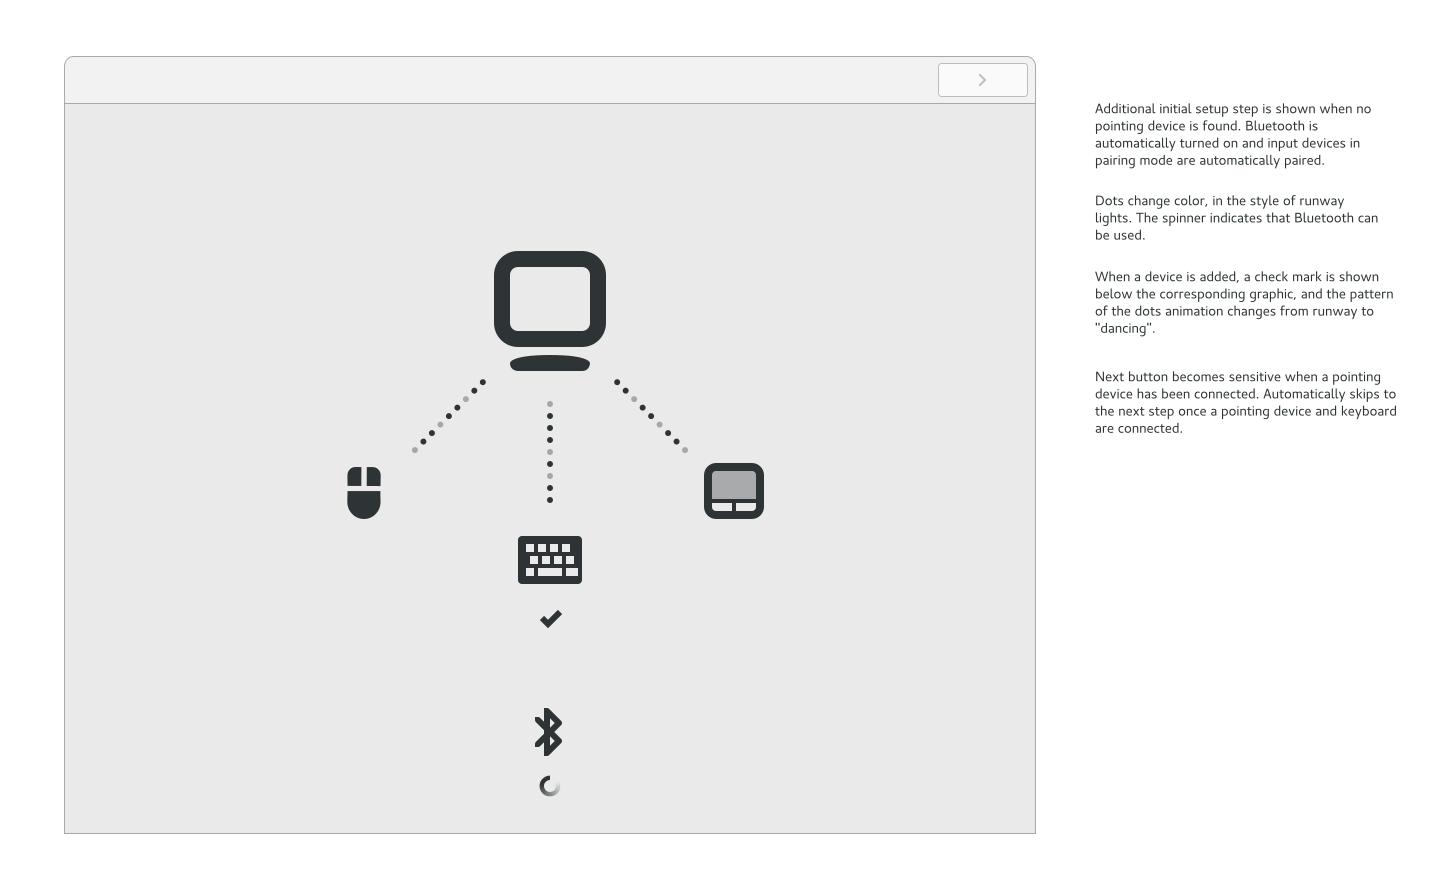 Additional initial setup step is shown when no
pointing device is found. Bluetooth is
automatically turned on and input devices in
pairing mode are automatically paired.
Dots change color, in the style of runway
lights. The spinner indicates that Bluetooth can
be used.
When a device is added, a check mark is shown
below the corresponding graphic, and the pattern
of the dots animation changes from runway to
"dancing".
Next button becomes sensitive when a pointing
device has been connected. Automatically skips to
the next step once a pointing device and keyboard
are connected.